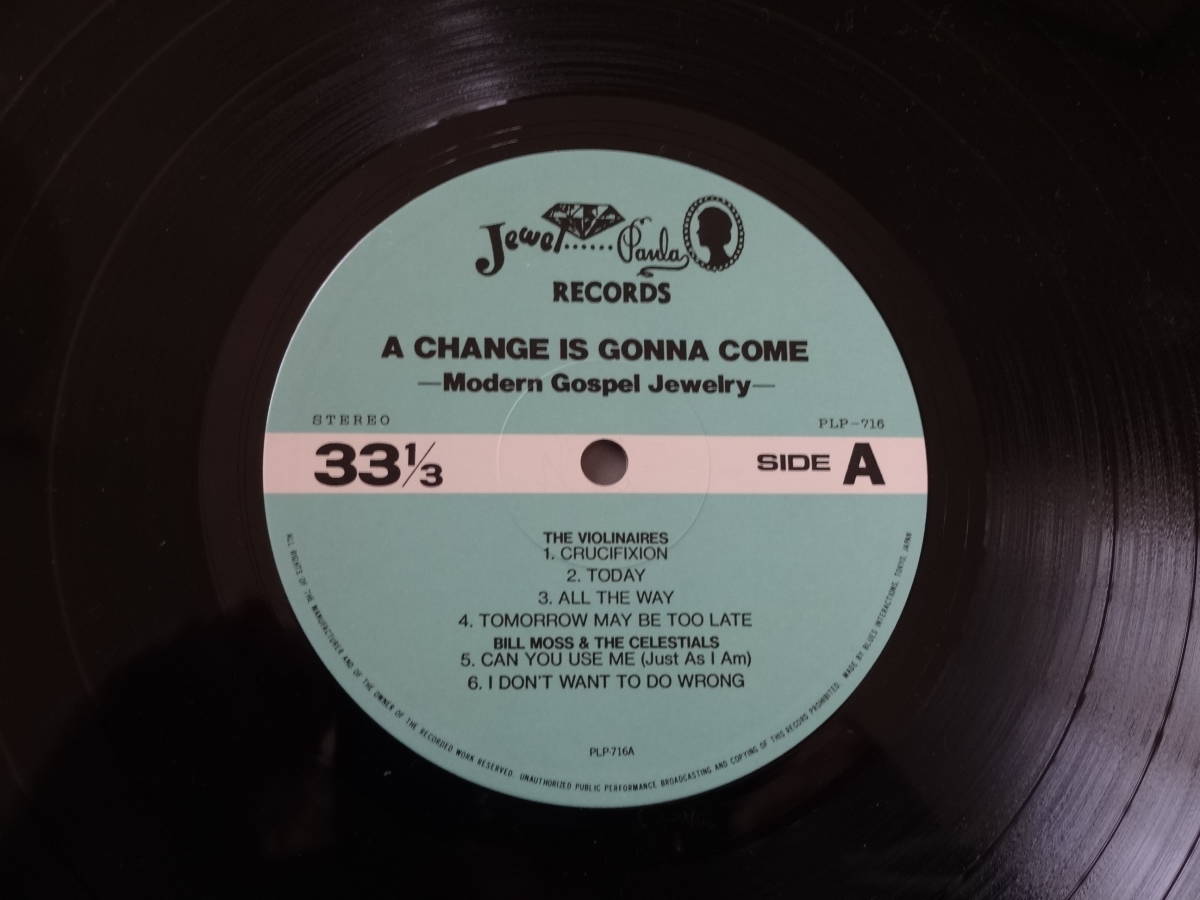 Jewel...... Paula
RECORDS
A CHANGE IS GONNA COME
—Modern Gospel Jewelry—
STEREO
PLP-716
33 1/3
SIDE A
THE VIOLINAIRES
1. CRUCIFIXION
2. TODAY
3. ALL THE WAY
4. TOMORROW MAY BE TOO LATE
BILL MOSS & THE CELESTIALS
5. CAN YOU USE ME (Just As I Am)
6. I DON'T WANT TO DO WRONG
PLP-716A
ALL RIGHTS OF THE MANUFACTURER AND OF THE OWNER OF THE RECORDED WORK RESERVED. UNAUTHORIZED PUBLIC PERFORMANCE BROADCASTING AND COPYING OF THIS RECORD PROHIBITED. MADE BY BLUES INTERACTIONS, TOKYO JAPAN